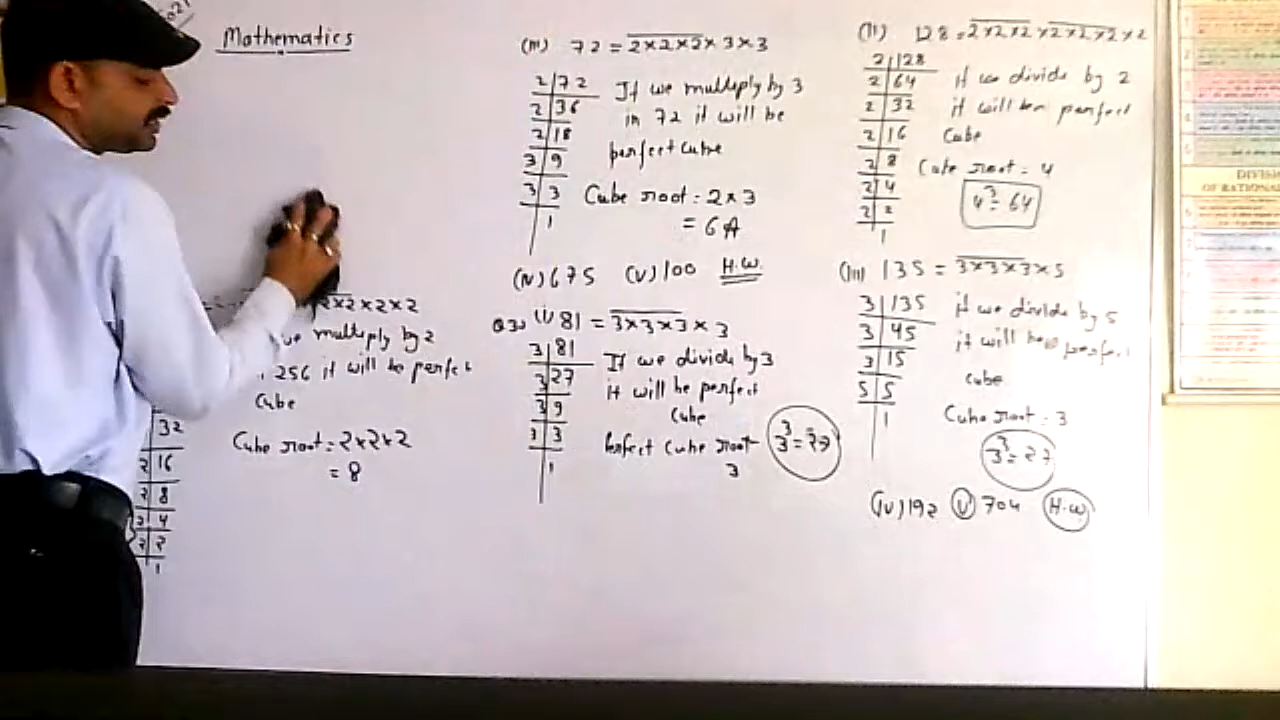 Mathematics
2×2×2×2
we multiply by 2
256 it will be perfect
Cube
Cube root = 2×2×2
= 8
32
2 16
2 8
2 4
2 2
1
(III) 72 = 2×2×2×3×3
2 72
2 36
2 18
3 9
3 3
1
If we multiply by 3
in 72 it will be
perfect cube
Cube root = 2×3
= 6A
(IV) 675 (V) 100 H.W.
Q3. (i) 81 = 3×3×3×3
3 81
3 27
3 9
3 3
1
If we divide by 3
it will be perfect
Cube
Perfect Cube root
3
3³ = 27
(II) 128 = 2×2×2×2×2×2×2
2 128
2 64
2 32
2 16
2 8
2 4
2 2
1
if we divide by 2
it will be perfect
Cube
Cube root = 4
4³ = 64
(III) 135 = 3×3×3×5
3 135
3 45
3 15
5 5
1
if we divide by 5
it will be perfect
cube
Cube root = 3
3³ = 27
(IV) 192 (V) 704 H.W
DIVIS
OF RATIONA